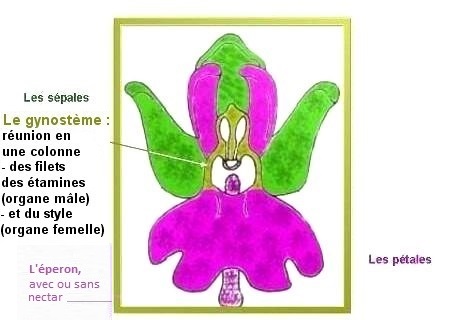 Les sépales
Le gynostème :
réunion en
une colonne
- des filets
des étamines
(organe mâle)
- et du style
(organe femelle)
Les pétales
L'éperon,
avec ou sans
nectar